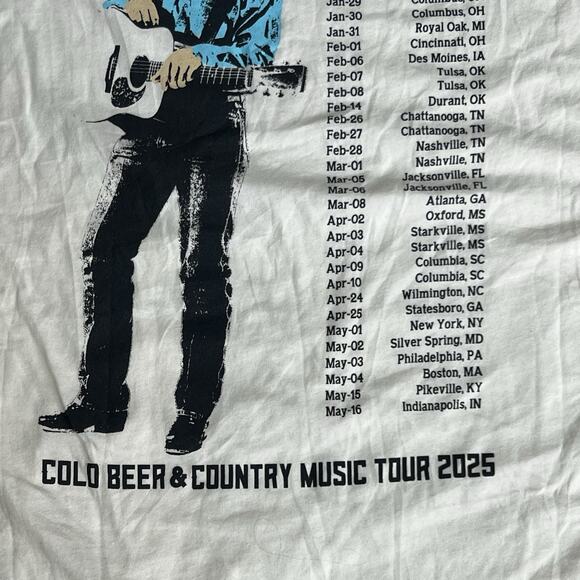 Jan-29 Columbus, OH
Jan-30 Columbus, OH
Jan-31 Royal Oak, MI
Feb-01 Cincinnati, OH
Feb-06 Des Moines, IA
Feb-07 Tulsa, OK
Feb-08 Tulsa, OK
Feb-14 Durant, OK
Feb-26 Chattanooga, TN
Feb-27 Chattanooga, TN
Feb-28 Nashville, TN
Mar-01 Nashville, TN
Mar-05 Jacksonville, FL
Mar-06 Jacksonville, FL
Mar-08 Atlanta, GA
Apr-02 Oxford, MS
Apr-03 Starkville, MS
Apr-04 Starkville, MS
Apr-09 Columbia, SC
Apr-10 Columbia, SC
Apr-24 Wilmington, NC
Apr-25 Statesboro, GA
May-01 New York, NY
May-02 Silver Spring, MD
May-03 Philadelphia, PA
May-04 Boston, MA
May-15 Pikeville, KY
May-16 Indianapolis, IN
COLD BEER & COUNTRY MUSIC TOUR 2025